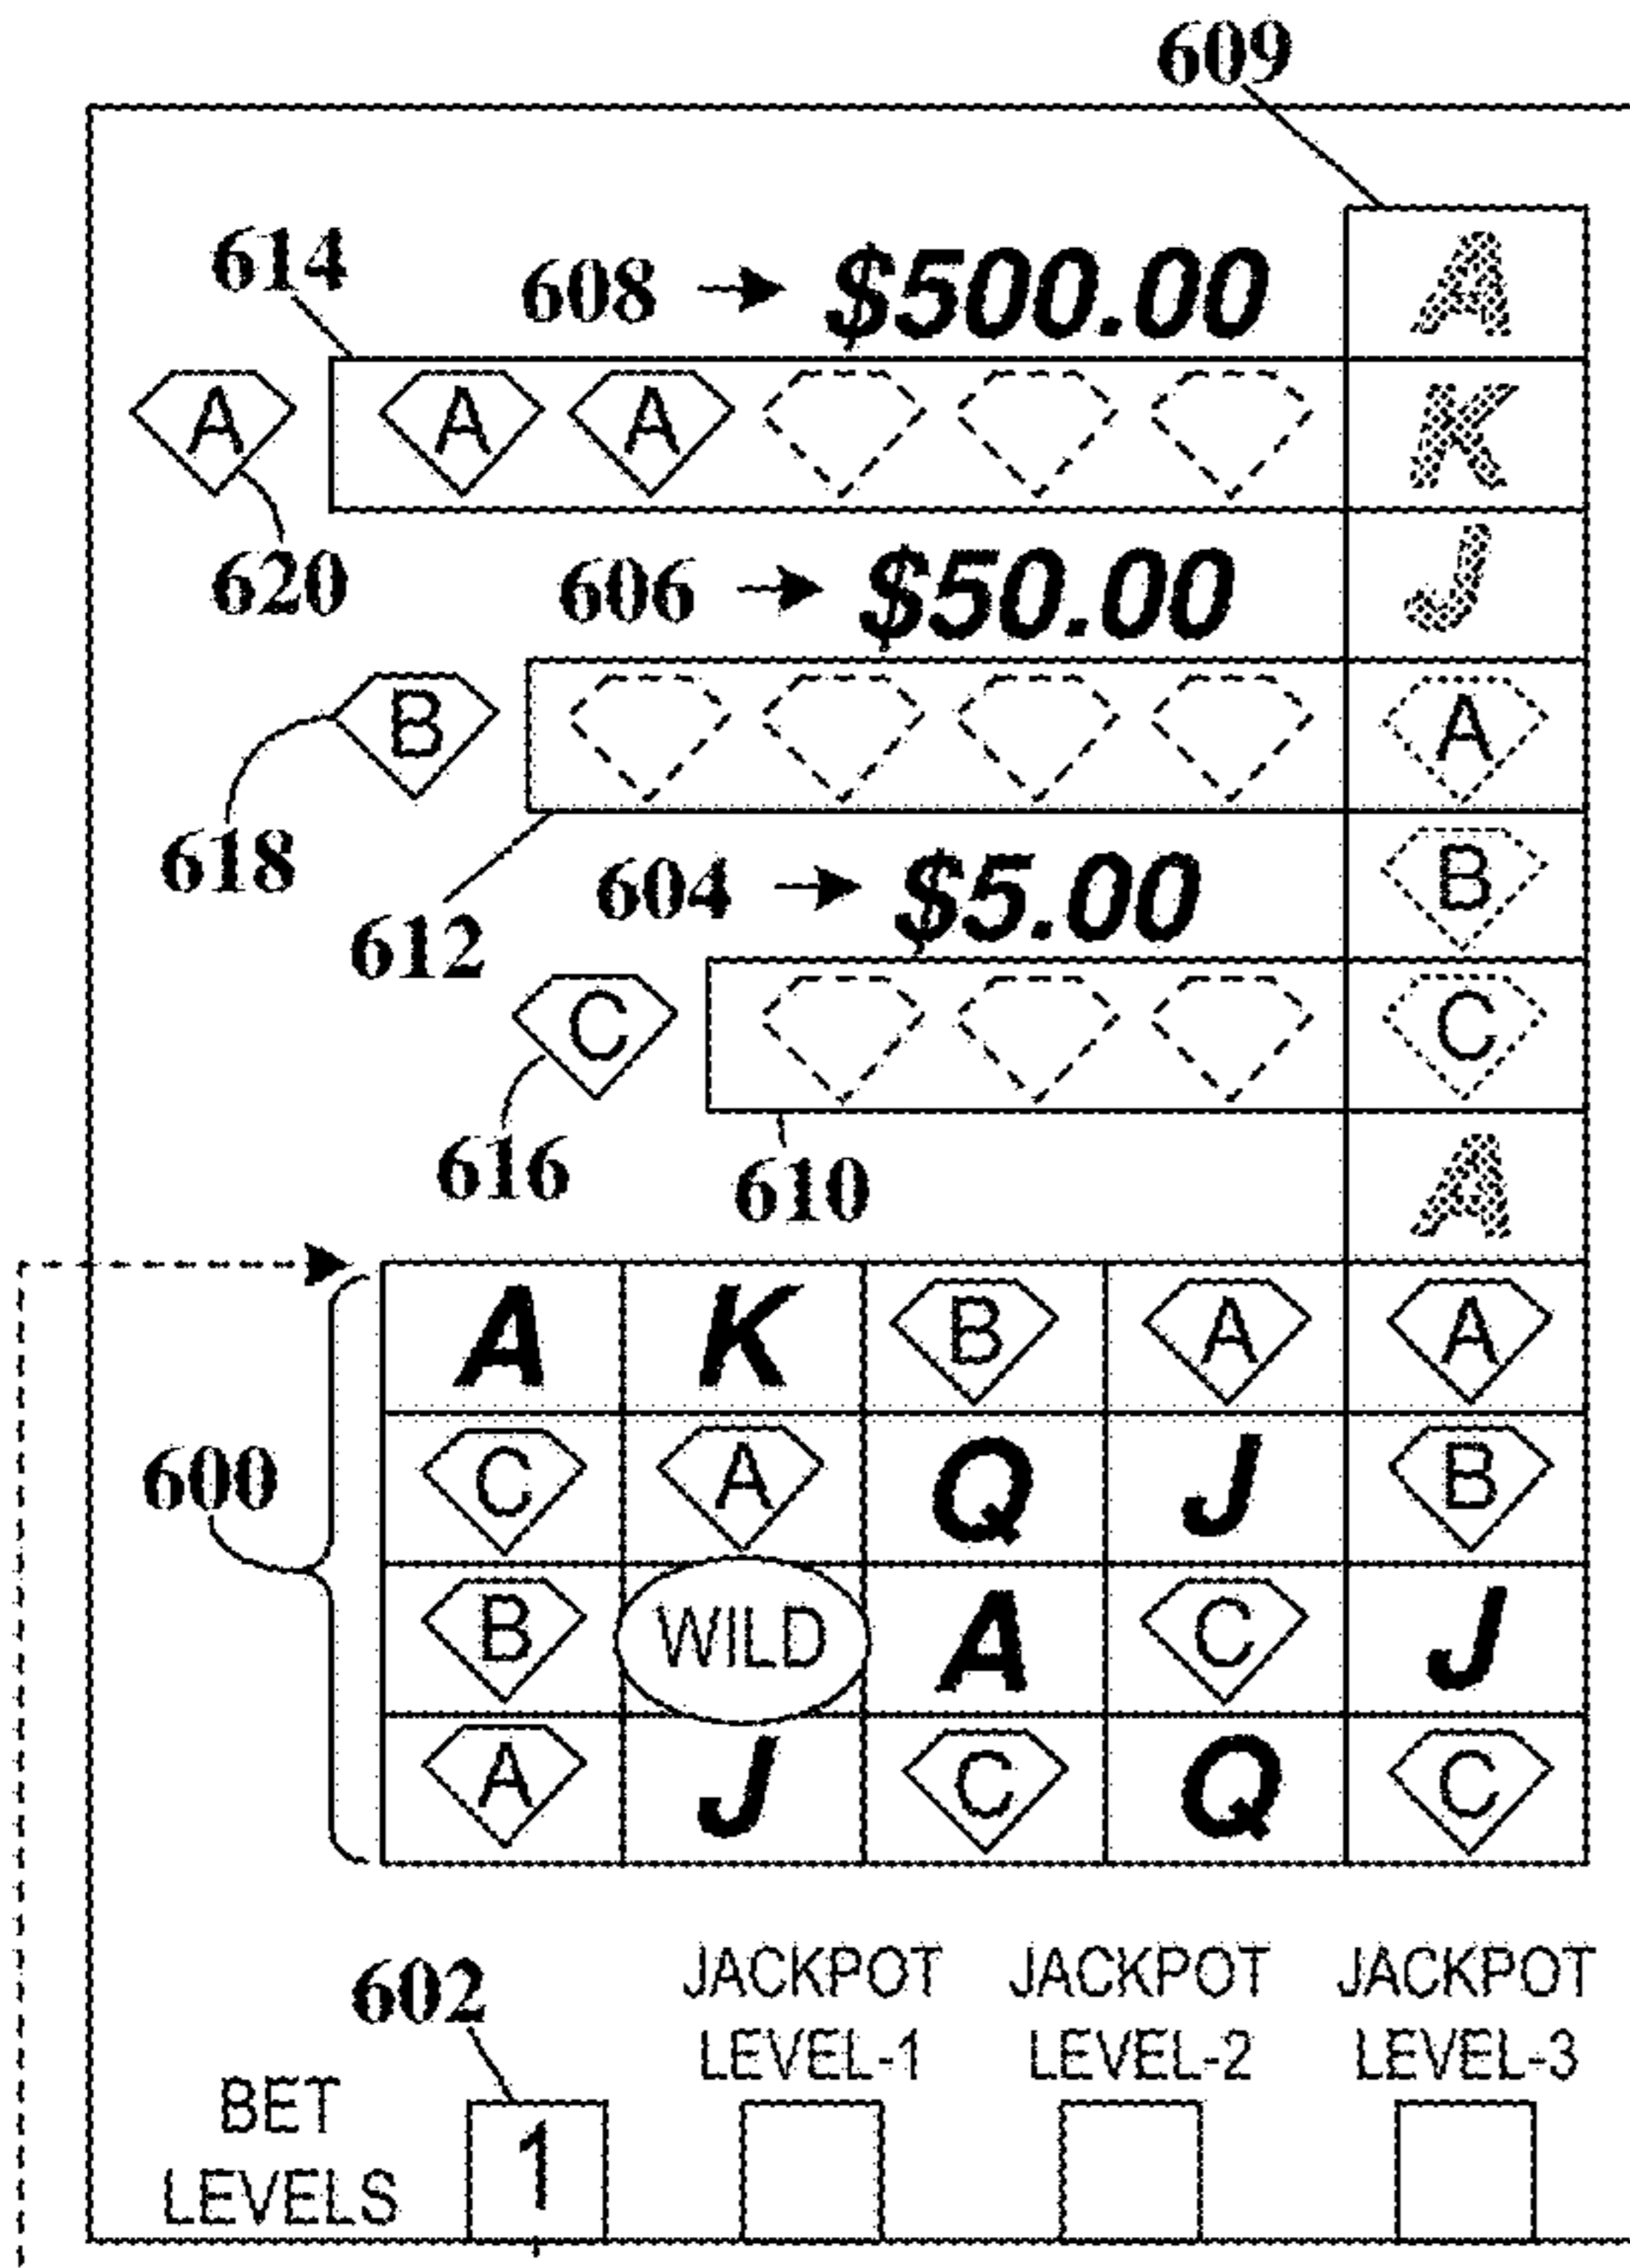 609
614 608 $500.00 A
A A A K
620 606 $50.00 J
B A
618 604 $5.00 B
612
C C
616 610 A
A K B A A
600 C A Q J B
B WILD A C J
A J C Q C
602 JACKPOT JACKPOT JACKPOT
LEVEL-1 LEVEL-2 LEVEL-3
BET
LEVELS 1